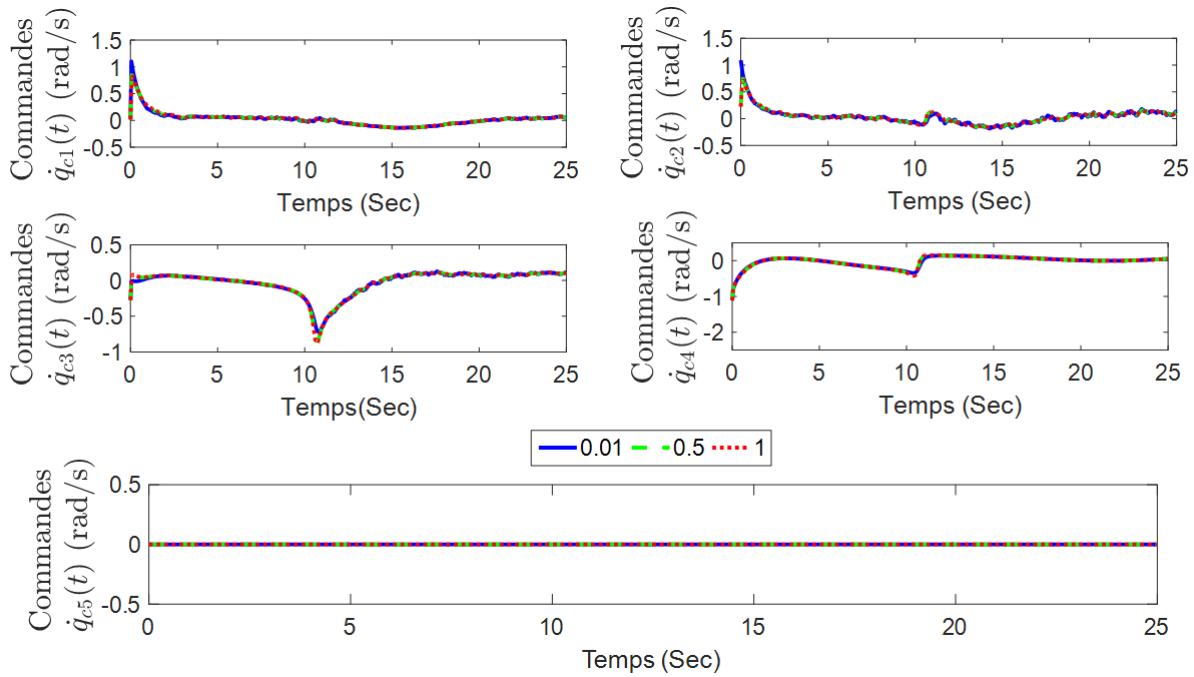 Commandes
q̇c1(t) (rad/s)
1.5
1
0.5
0
-0.5
0 5 10 15 20 25
Temps (Sec)
Commandes
q̇c2(t) (rad/s)
1.5
1
0.5
0
-0.5
0 5 10 15 20 25
Temps (Sec)
Commandes
q̇c3(t) (rad/s)
0.5
0
-0.5
-1
0 5 10 15 20 25
Temps(Sec)
Commandes
q̇c4(t) (rad/s)
0
-1
-2
0 5 10 15 20 25
Temps (Sec)
0.01 0.5 1
Commandes
q̇c5(t) (rad/s)
0.5
0
-0.5
0 5 10 15 20 25
Temps (Sec)